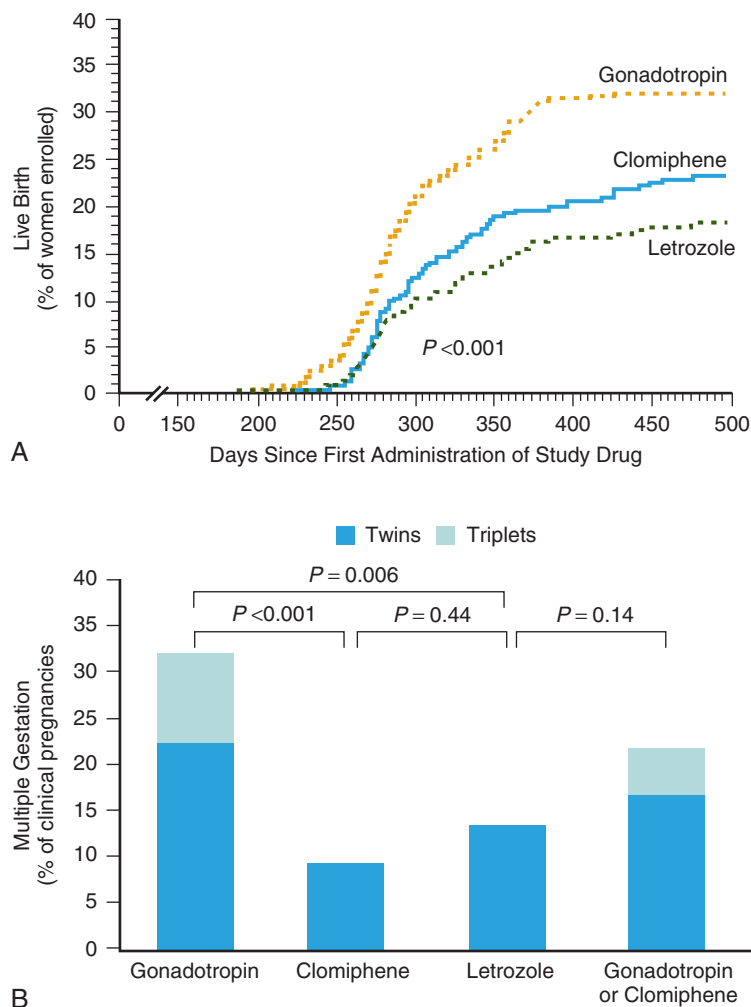 40
35
30
25
20
15
10
5
0
Live Birth
(% of women enrolled)
Gonadotropin
Clomiphene
Letrozole
P <0.001
0 150 200 250 300 350 400 450 500
A
Days Since First Administration of Study Drug
Twins Triplets
40
35
30
25
20
15
10
5
0
Multiple Gestation
(% of clinical pregnancies
P = 0.006
P <0.001 P = 0.44 P = 0.14
Gonadotropin Clomiphene Letrozole Gonadotropin
or Clomiphene
B